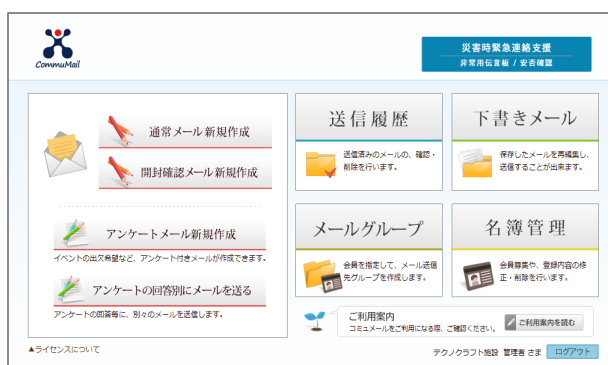 CommuMail
災害時緊急連絡支援
非常用伝言板 / 安否確認
通常メール新規作成
開封確認メール新規作成
アンケートメール新規作成
イベントの出欠希望など、アンケート付きメールが作成できます。
アンケートの回答別にメールを送る
アンケートの回答毎に、別々のメールを送信します。
送信履歴
送信済みのメールの、確認・
削除を行います。
下書きメール
保存したメールを再編集し、
送信することが出来ます。
メールグループ
会員を指定して、メール送信
先グループを作成します。
名簿管理
会員募集や、登録内容の修
正・削除を行います。
ご利用案内
コミュメールをご利用になる際、ご確認ください。
ご利用案内を読む
▲ライセンスについて
テクノクラフト施設 管理者 さま
ログアウト